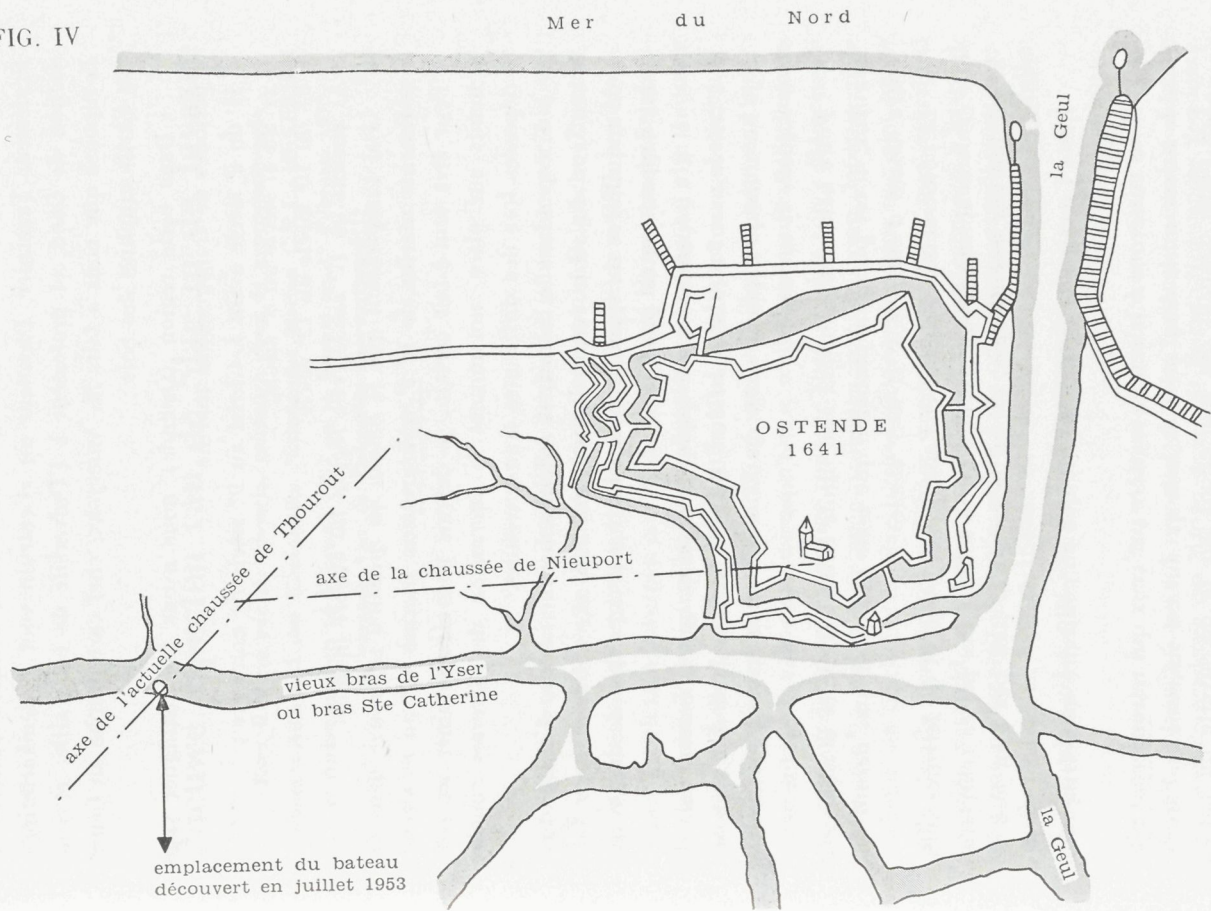 FIG. IV
Mer du Nord
la Geul
OSTENDE
1641
axe de l'actuelle chaussée de Thourout
axe de la chaussée de Nieuport
vieux bras de l'Yser
ou bras Ste Catherine
la Geul
emplacement du bateau
découvert en juillet 1953